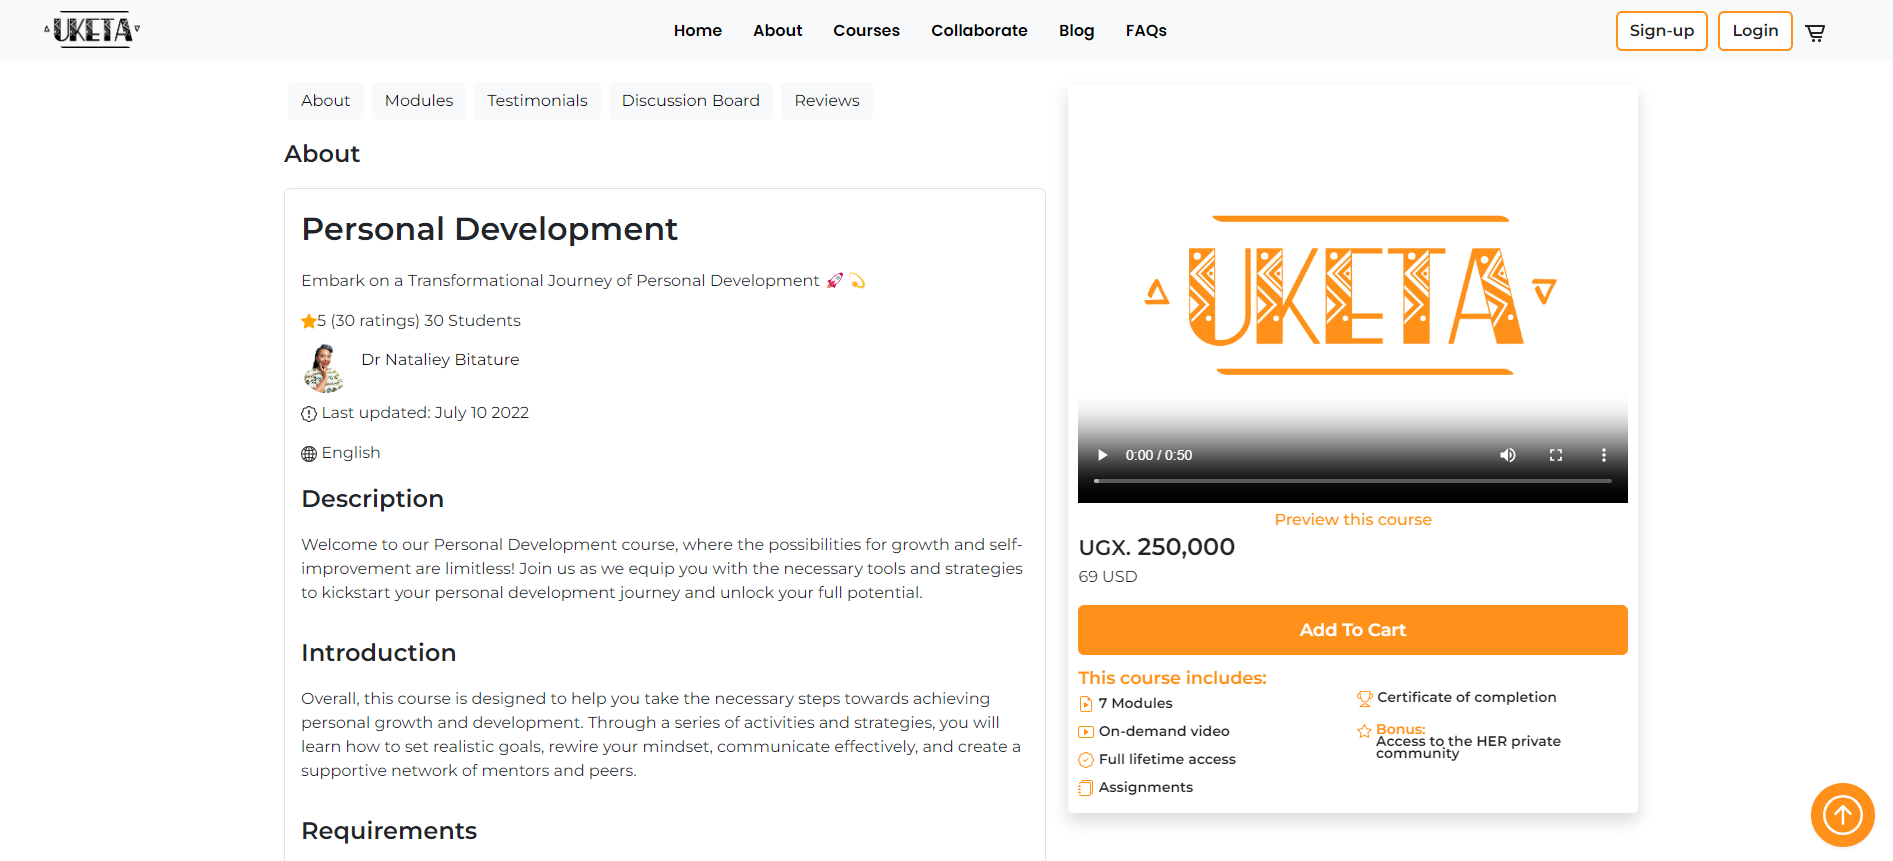 UKETA
Home About Courses Collaborate Blog FAQs
Sign-up Login
About Modules Testimonials Discussion Board Reviews
About
Personal Development
Embark on a Transformational Journey of Personal Development 🚀 💫
5 (30 ratings) 30 Students
Dr Nataliey Bitature
Last updated: July 10 2022
English
Description
Welcome to our Personal Development course, where the possibilities for growth and self-
improvement are limitless! Join us as we equip you with the necessary tools and strategies
to kickstart your personal development journey and unlock your full potential.
Introduction
Overall, this course is designed to help you take the necessary steps towards achieving
personal growth and development. Through a series of activities and strategies, you will
learn how to set realistic goals, rewire your mindset, communicate effectively, and create a
supportive network of mentors and peers.
Requirements
UKETA
0:00 / 0:50
Preview this course
UGX. 250,000
69 USD
Add To Cart
This course includes:
7 Modules
On-demand video
Full lifetime access
Assignments
Certificate of completion
Bonus:
Access to the HER private
community